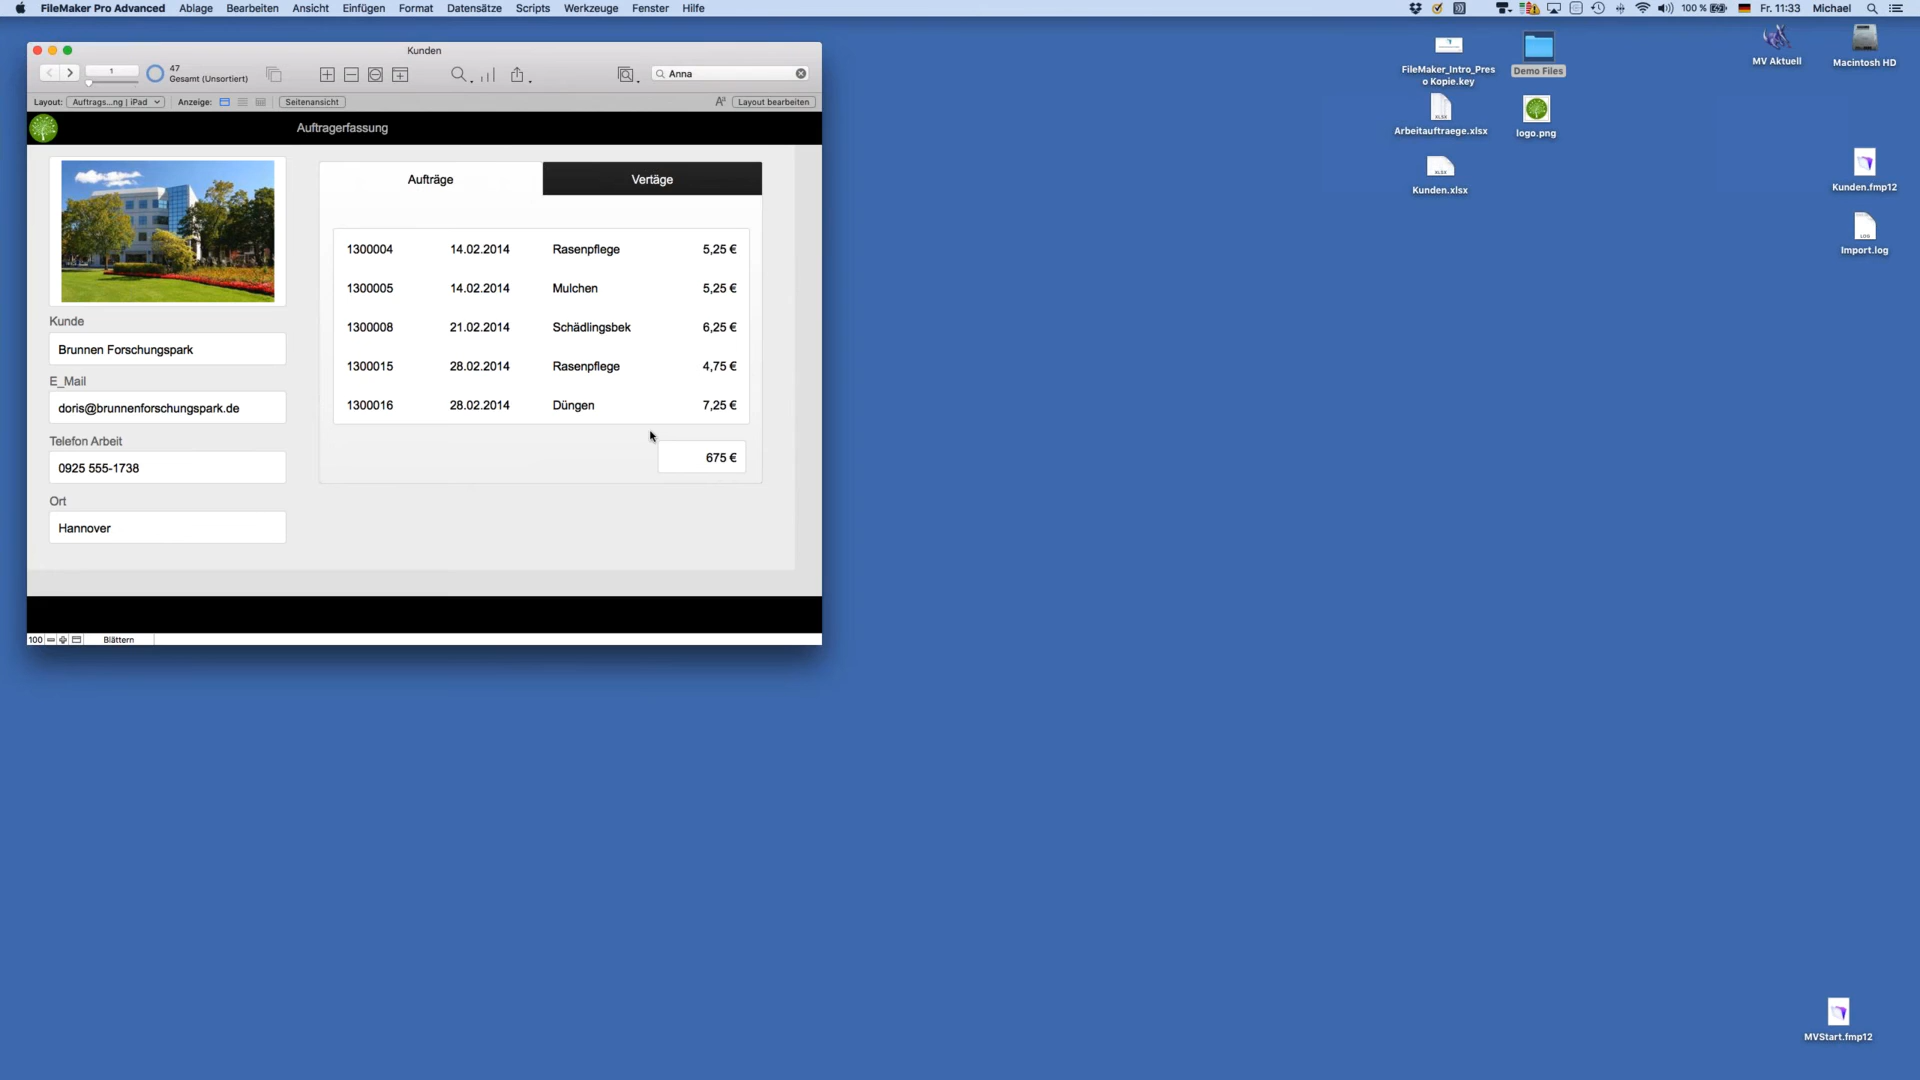 FileMaker Pro Advanced Ablage Bearbeiten Ansicht Einfügen Format Datensätze Scripts Werkzeuge Fenster Hilfe
100 % Fr. 11:33 Michael
Kunden
1
47
Gesamt (Unsortiert)
Anna
Layout: Auftrags...ng | iPad Anzeige: Seitenansicht Layout bearbeiten
Auftragerfassung
Aufträge Vertäge
1300004 14.02.2014 Rasenpflege 5,25 €
1300005 14.02.2014 Mulchen 5,25 €
1300008 21.02.2014 Schädlingsbek 6,25 €
1300015 28.02.2014 Rasenpflege 4,75 €
1300016 28.02.2014 Düngen 7,25 €
675 €
Kunde
Brunnen Forschungspark
E_Mail
doris@brunnenforschungspark.de
Telefon Arbeit
0925 555-1738
Ort
Hannover
100 Blättern
FileMaker_Intro_Pres
o Kopie.key
Demo Files
MV Aktuell
Macintosh HD
XLSX
Arbeitauftraege.xlsx
logo.png
XLSX
Kunden.xlsx
Kunden.fmp12
LOG
Import.log
MVStart.fmp12